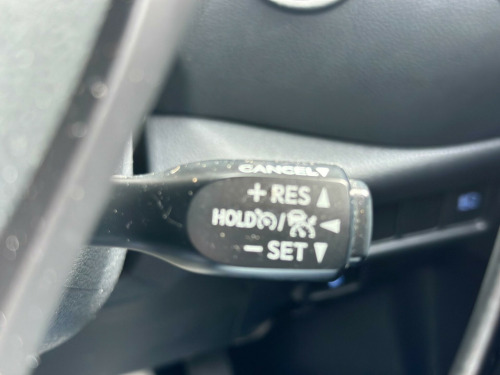 CANCEL▼
+ RES ▲
HOLD / ◄
− SET ▼